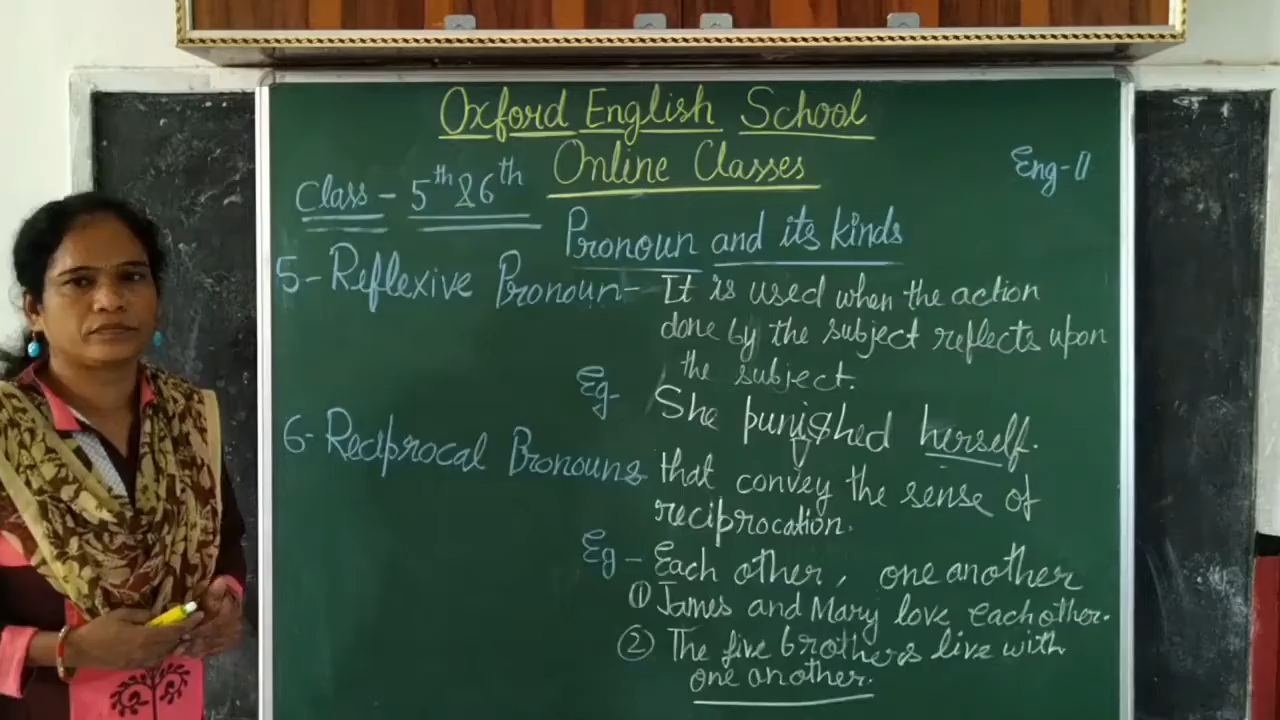 Oxford English School
Online Classes
Eng-II
Class - 5th & 6th
Pronoun and its kinds
5- Reflexive Pronoun- It is used when the action
done by the subject reflects upon
the subject.
Eg- She punished herself.
6- Reciprocal Pronouns that convey the sense of
reciprocation.
Eg - Each other, one another
① James and Mary love each other.
② The five brothers live with
one another.